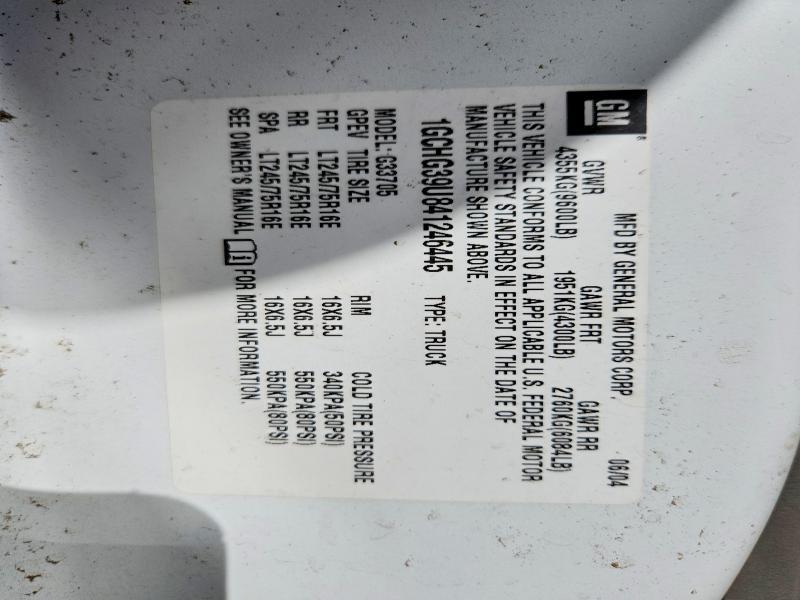 GM MFD BY GENERAL MOTORS CORP. 06/04
GVWR GAWR FRT GAWR RR
4355KG(9600LB) 1951KG(4300LB) 2760KG(6084LB)
THIS VEHICLE CONFORMS TO ALL APPLICABLE U.S. FEDERAL MOTOR
VEHICLE SAFETY STANDARDS IN EFFECT ON THE DATE OF
MANUFACTURE SHOWN ABOVE.
1GCHG39U841246445 TYPE: TRUCK
MODEL: G33705
GPEV TIRE SIZE RIM COLD TIRE PRESSURE
FRT LT245/75R16E 16X6.5J 340KPA(50PSI)
RR LT245/75R16E 16X6.5J 550KPA(80PSI)
SPA LT245/75R16E 16X6.5J 550KPA(80PSI)
SEE OWNER'S MANUAL FOR MORE INFORMATION.